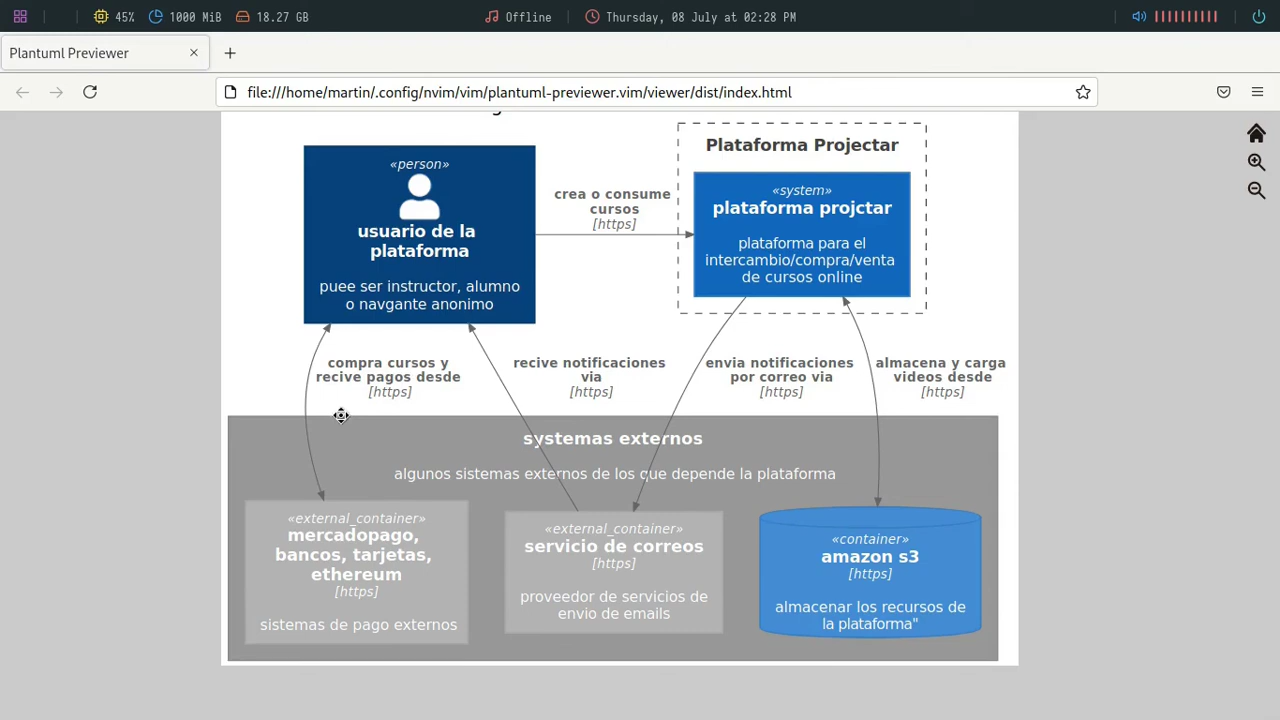 45% 1000 MiB 18.27 GB Offline Thursday, 08 July at 02:28 PM
Plantuml Previewer
file:///home/martin/.config/nvim/vim/plantuml-previewer.vim/viewer/dist/index.html
Plataforma Projectar
«person»
usuario de la
plataforma
puee ser instructor, alumno
o navgante anonimo
crea o consume
cursos
[https]
«system»
plataforma projctar
plataforma para el
intercambio/compra/venta
de cursos online
compra cursos y
recive pagos desde
[https]
recive notificaciones
via
[https]
envia notificaciones
por correo via
[https]
almacena y carga
videos desde
[https]
systemas externos
algunos sistemas externos de los que depende la plataforma
«external_container»
mercadopago,
bancos, tarjetas,
ethereum
[https]
sistemas de pago externos
«external_container»
servicio de correos
[https]
proveedor de servicios de
envio de emails
«container»
amazon s3
[https]
almacenar los recursos de
la plataforma"